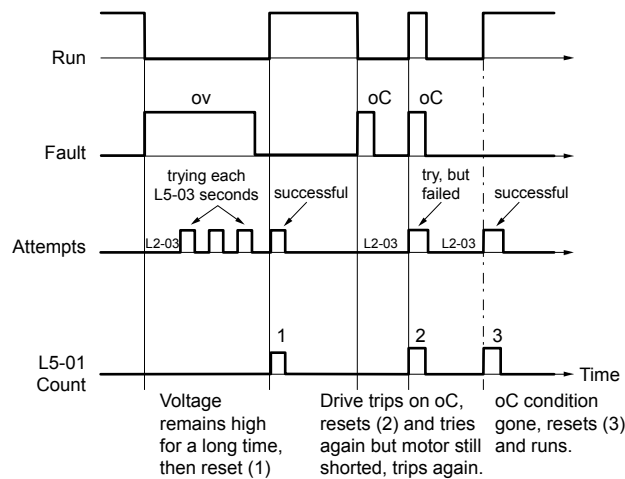 Run
ov
oC
oC
Fault
trying each
L5-03 seconds
successful
try, but
failed
successful
Attempts
L2-03
L2-03
L2-03
1
2
3
L5-01
Count
Time
Voltage
remains high
for a long time,
then reset (1)
Drive trips on oC,
resets (2) and tries
again but motor still
shorted, trips again.
oC condition
gone, resets (3)
and runs.